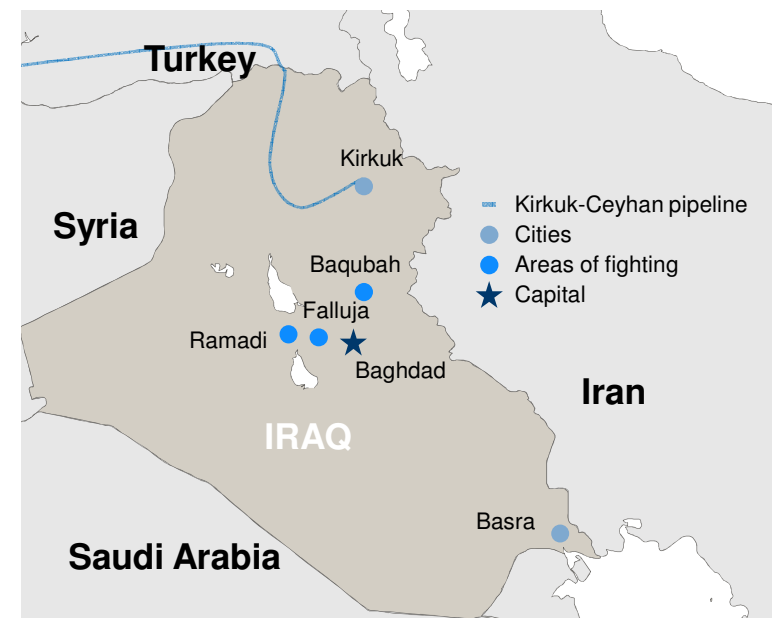 Turkey
Kirkuk
Syria
Kirkuk-Ceyhan pipeline
Cities
Areas of fighting
Capital
Baqubah
Falluja
Ramadi
Baghdad
Iran
IRAQ
Basra
Saudi Arabia